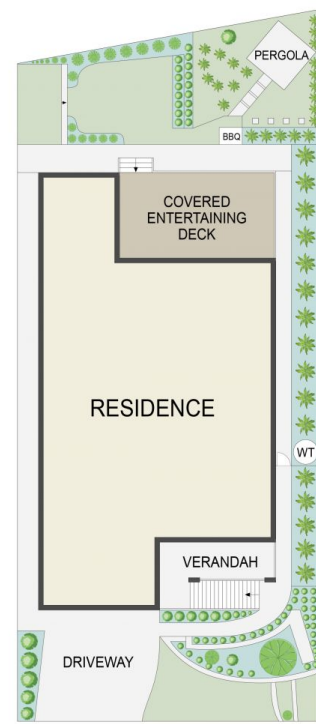 PERGOLA
BBQ
COVERED
ENTERTAINING
DECK
RESIDENCE
WT
VERANDAH
DRIVEWAY